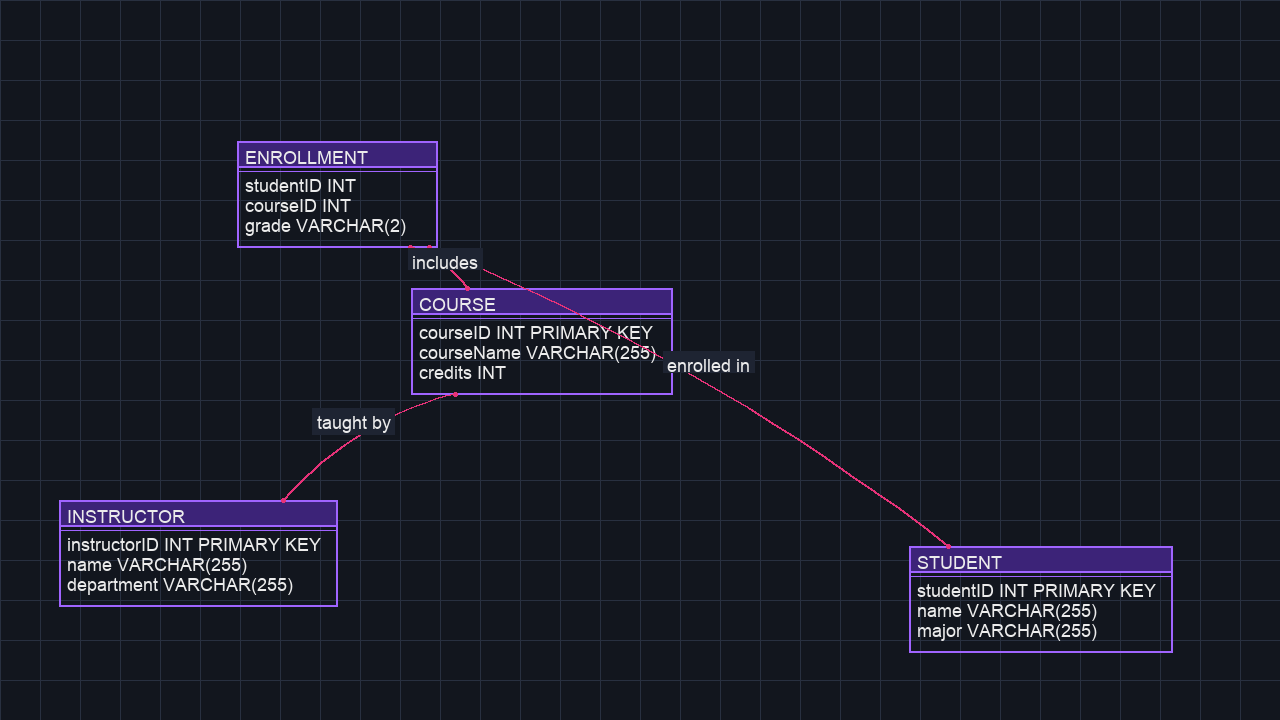 ENROLLMENT
studentID INT
courseID INT
grade VARCHAR(2)
includes
COURSE
courseID INT PRIMARY KEY
courseName VARCHAR(255)
credits INT
enrolled in
taught by
INSTRUCTOR
instructorID INT PRIMARY KEY
name VARCHAR(255)
department VARCHAR(255)
STUDENT
studentID INT PRIMARY KEY
name VARCHAR(255)
major VARCHAR(255)